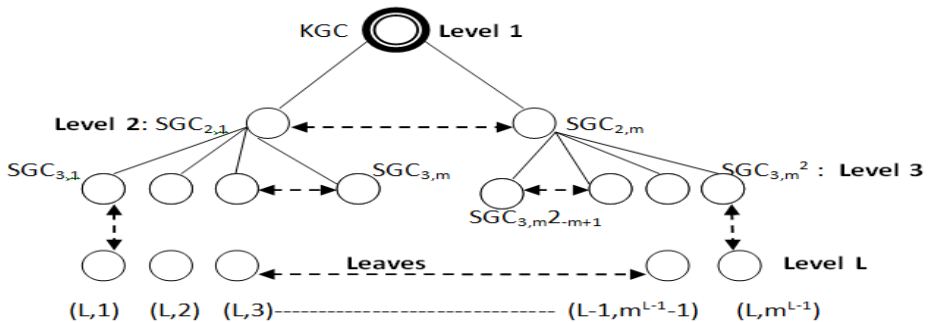 KGC Level 1
Level 2: SGC₂,₁ SGC₂,ₘ
SGC₃,₁ SGC₃,ₘ SGC₃,ₘ² : Level 3
SGC₃,ₘ2₋ₘ₊₁
Leaves Level L
(L,1) (L,2) (L,3)---------------------------- (L-1,mᴸ⁻¹-1) (L,mᴸ⁻¹)